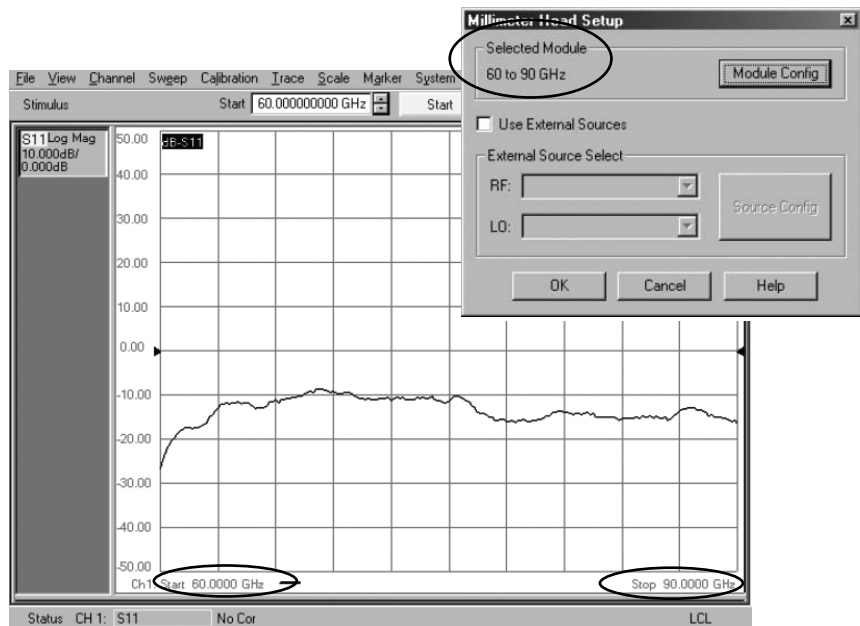 Millimeter Head Setup
Selected Module
60 to 90 GHz
Module Config
Use External Sources
External Source Select
RF:
LO:
Source Config
OK Cancel Help
File View Channel Sweep Calibration Trace Scale Marker System
Stimulus Start 60.000000000 GHz Start
S11 Log Mag
10.000dB/
0.000dB
50.00
dB-S11
40.00
30.00
20.00
10.00
0.00
-10.00
-20.00
-30.00
-40.00
-50.00
Ch1: Start 60.0000 GHz Stop 90.0000 GHz
Status CH 1: S11 No Cor LCL